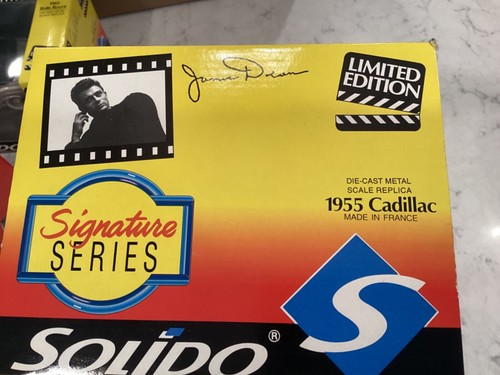 James Dean
LIMITED
EDITION
DIE-CAST METAL
SCALE REPLICA
1955 Cadillac
MADE IN FRANCE
Signature
SERIES
S
SOLIDO®